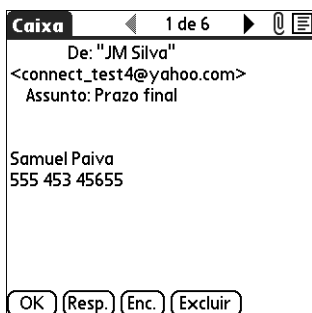 Caixa 1 de 6
De: "JM Silva"
<connect_test4@yahoo.com>
Assunto: Prazo final
Samuel Paiva
555 453 45655
OK Resp. Enc. Excluir